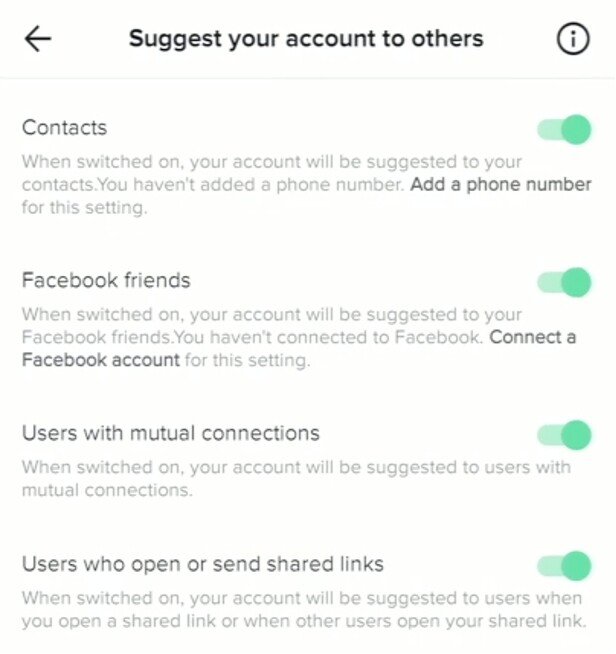 Suggest your account to others
Contacts
When switched on, your account will be suggested to your
contacts.You haven't added a phone number. Add a phone number
for this setting.
Facebook friends
When switched on, your account will be suggested to your
Facebook friends.You haven't connected to Facebook. Connect a
Facebook account for this setting.
Users with mutual connections
When switched on, your account will be suggested to users with
mutual connections.
Users who open or send shared links
When switched on, your account will be suggested to users when
you open a shared link or when other users open your shared link.